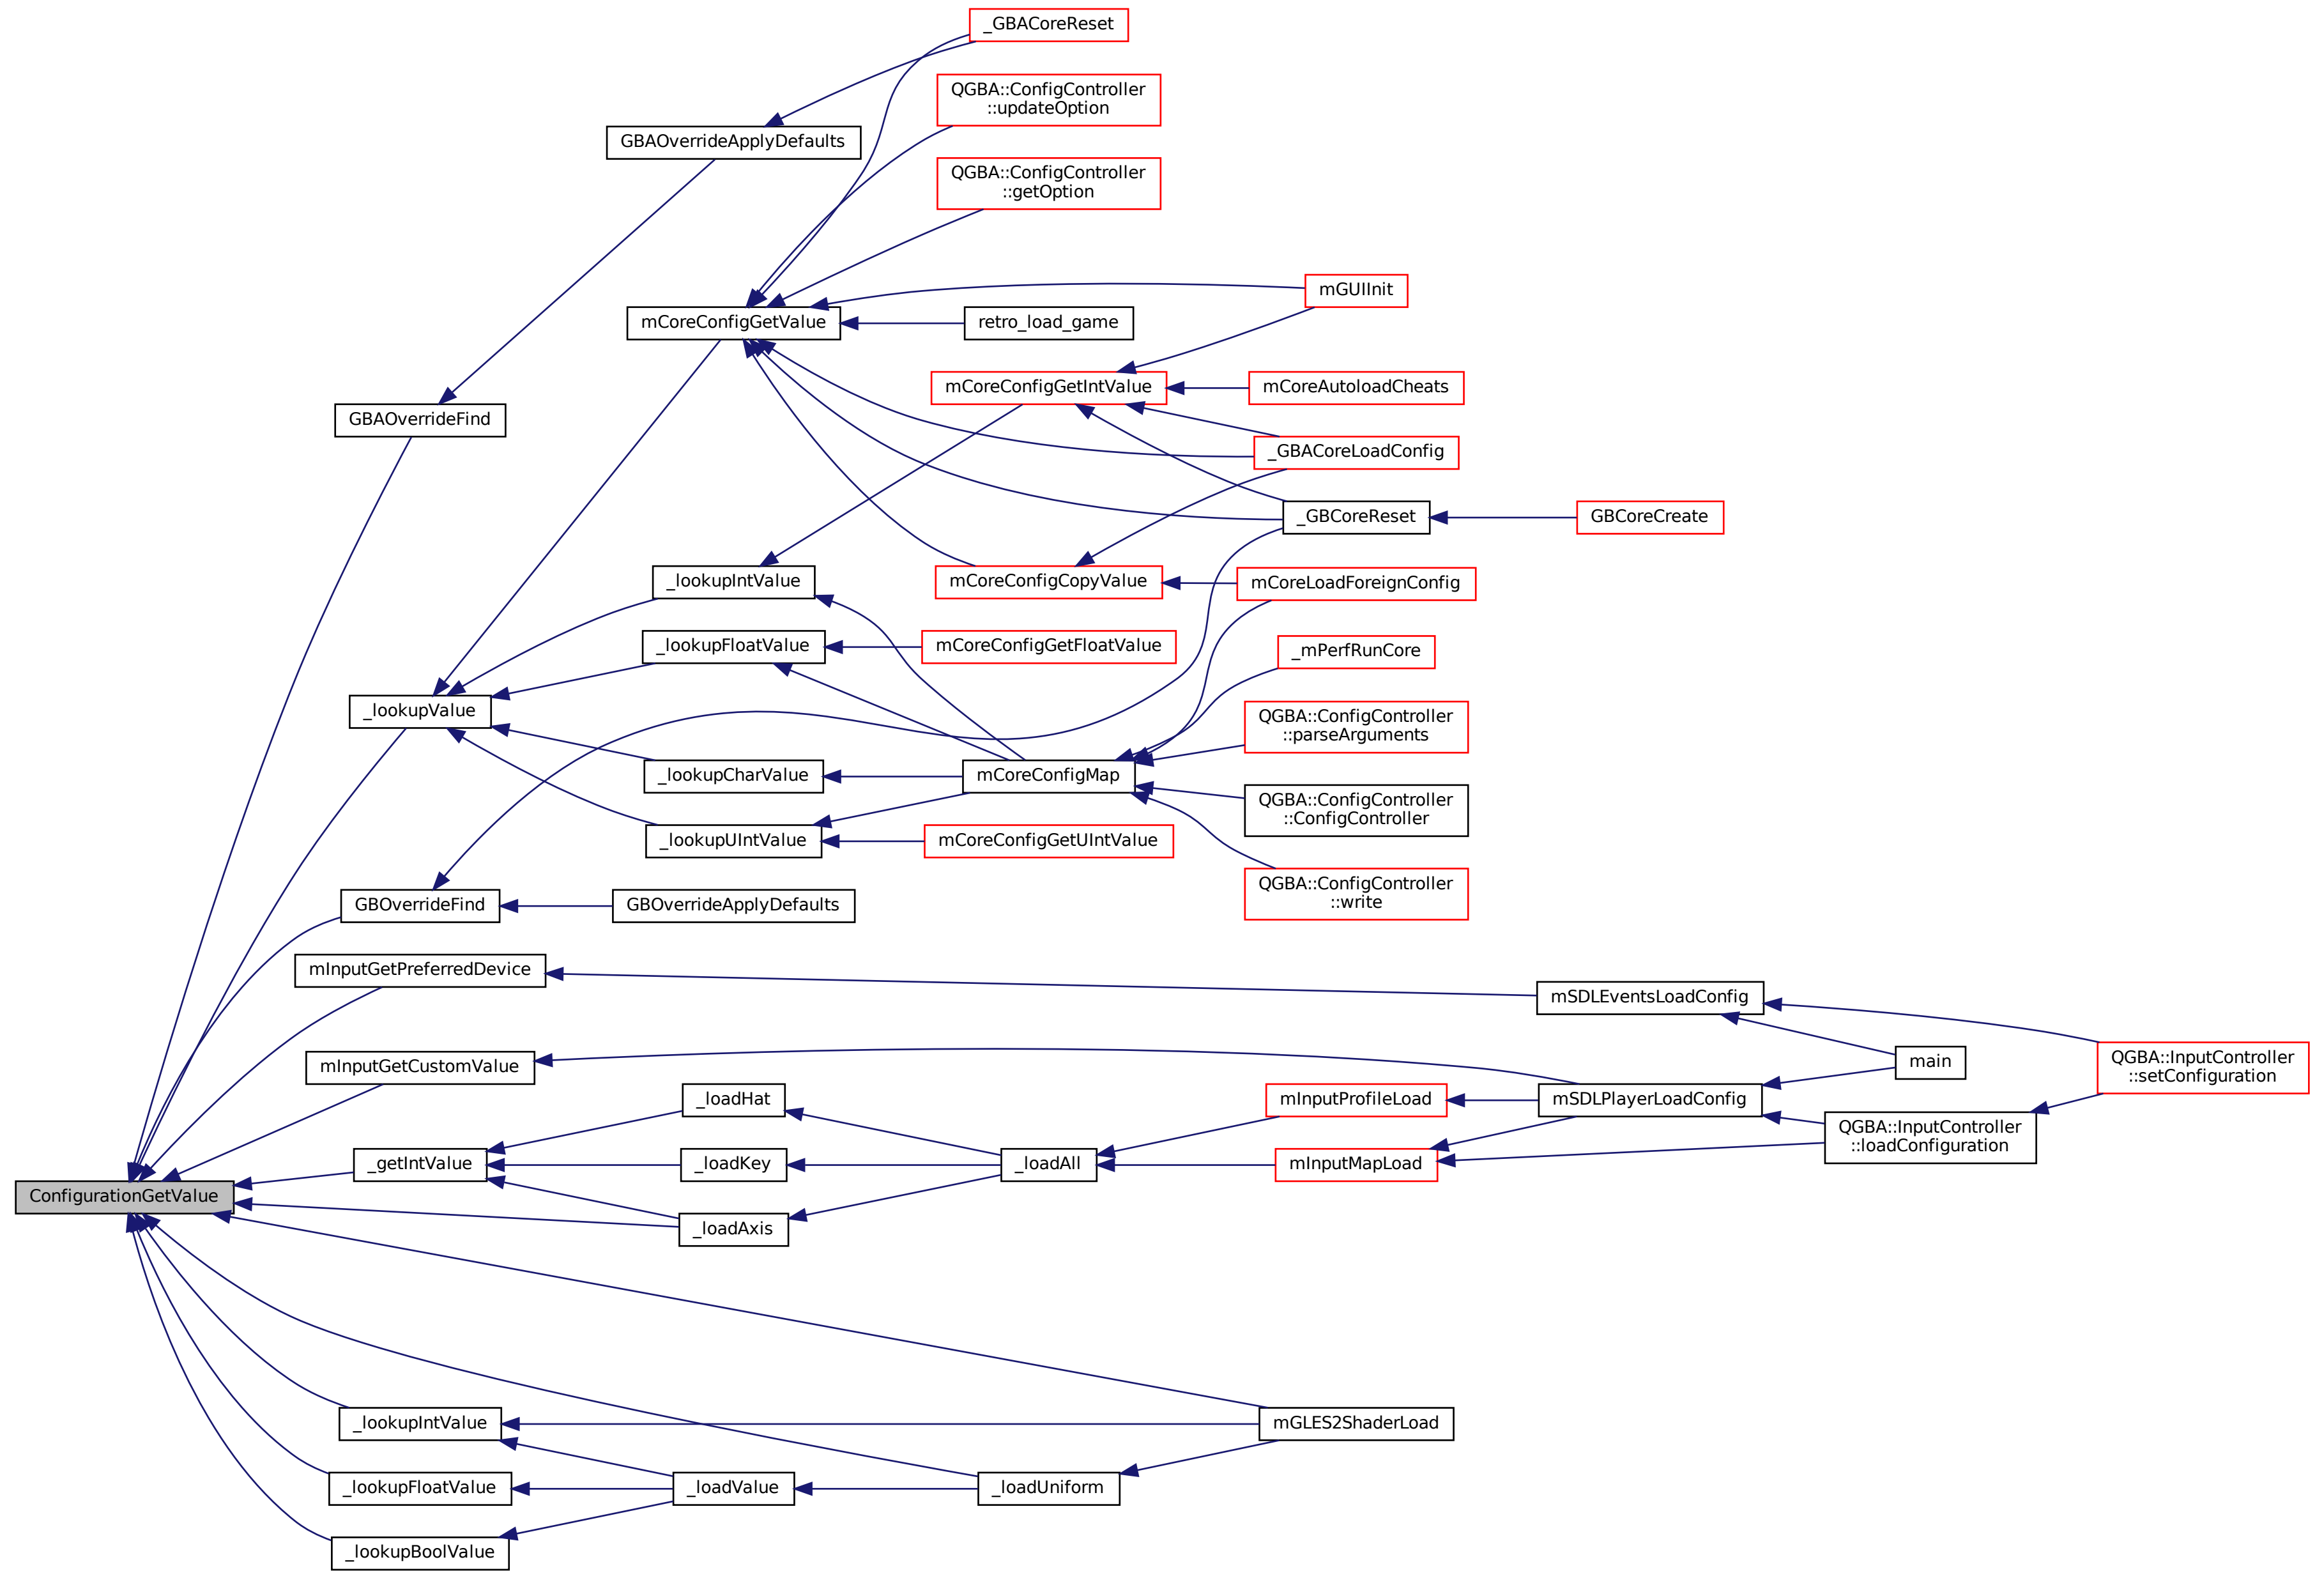 _GBACoreReset
QGBA::ConfigController
::updateOption
GBAOverrideApplyDefaults
QGBA::ConfigController
::getOption
mGUIInit
mCoreConfigGetValue
retro_load_game
mCoreConfigGetIntValue
mCoreAutoloadCheats
GBAOverrideFind
_GBACoreLoadConfig
_GBCoreReset
GBCoreCreate
_lookupIntValue
mCoreConfigCopyValue
mCoreLoadForeignConfig
_lookupFloatValue
mCoreConfigGetFloatValue
_mPerfRunCore
_lookupValue
QGBA::ConfigController
::parseArguments
_lookupCharValue
mCoreConfigMap
QGBA::ConfigController
::ConfigController
_lookupUIntValue
mCoreConfigGetUIntValue
QGBA::ConfigController
::write
GBOverrideFind
GBOverrideApplyDefaults
mInputGetPreferredDevice
mSDLEventsLoadConfig
mInputGetCustomValue
main
QGBA::InputController
::setConfiguration
_loadHat
mInputProfileLoad
mSDLPlayerLoadConfig
QGBA::InputController
::loadConfiguration
_getIntValue
_loadKey
_loadAll
mInputMapLoad
ConfigurationGetValue
_loadAxis
_lookupIntValue
mGLES2ShaderLoad
_lookupFloatValue
_loadValue
_loadUniform
_lookupBoolValue